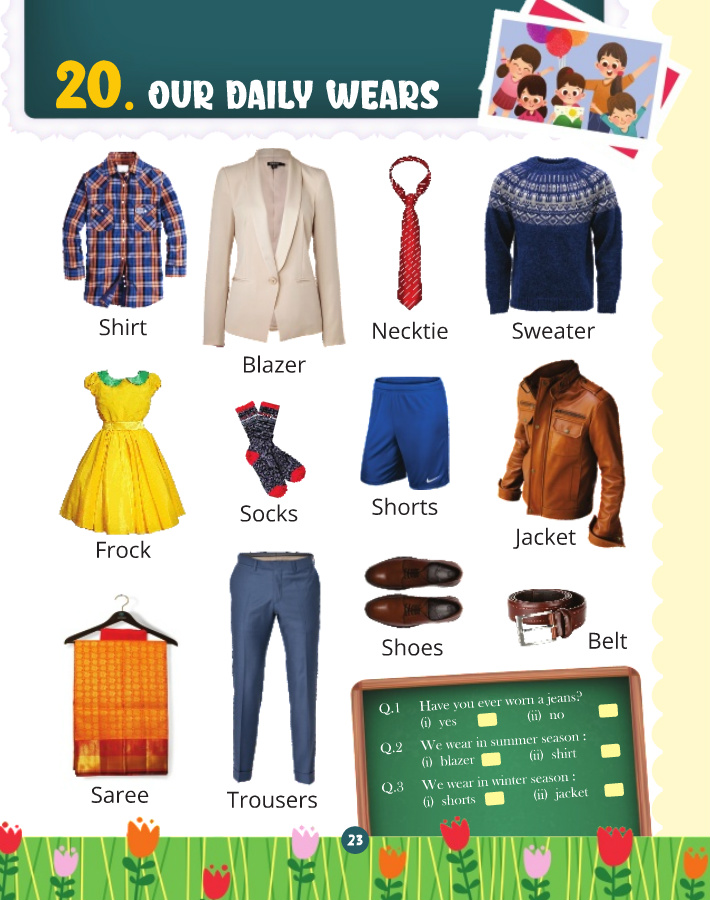 20. OUR DAILY WEARS
Shirt
Blazer
Necktie
Sweater
Frock
Socks
Shorts
Jacket
Saree
Trousers
Shoes
Belt
Q.1 Have you ever worn a jeans?
(i) yes (ii) no
Q.2 We wear in summer season :
(i) blazer (ii) shirt
Q.3 We wear in winter season :
(i) shorts (ii) jacket
23